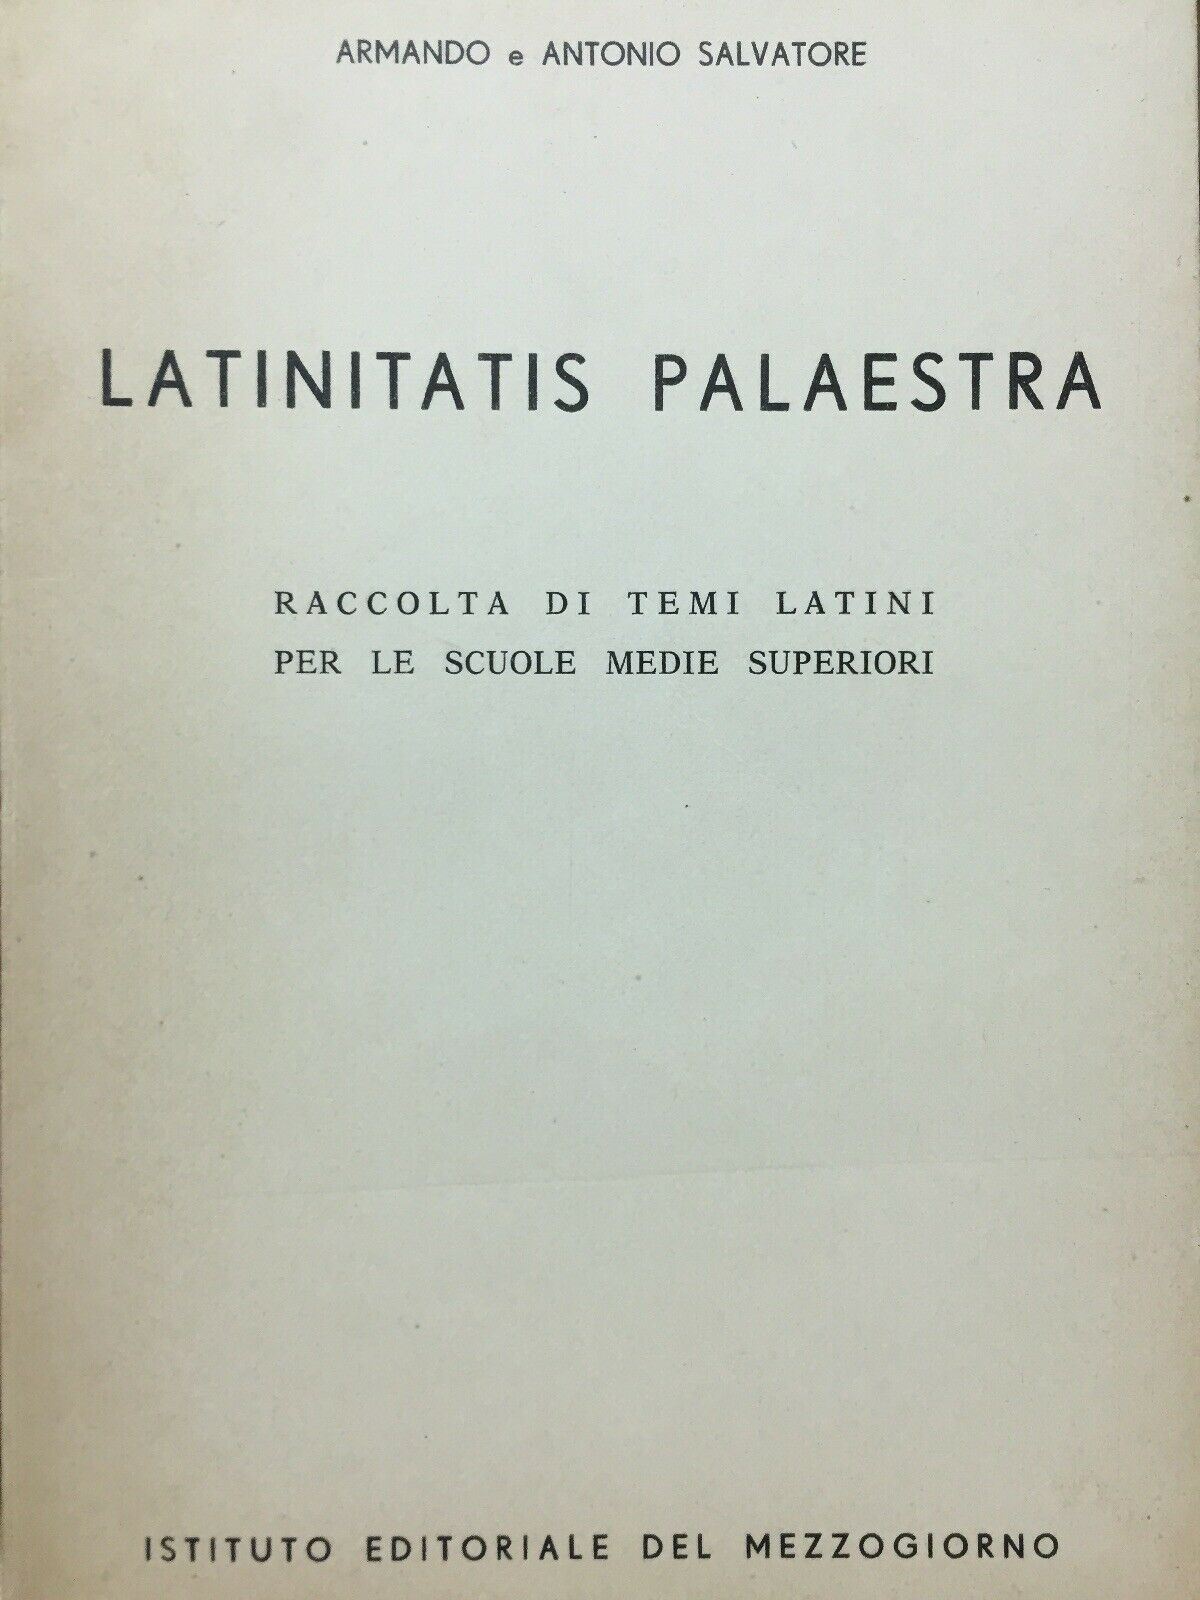 ARMANDO e ANTONIO SALVATORE
LATINITATIS PALAESTRA
RACCOLTA DI TEMI LATINI
PER LE SCUOLE MEDIE SUPERIORI
ISTITUTO EDITORIALE DEL MEZZOGIORNO